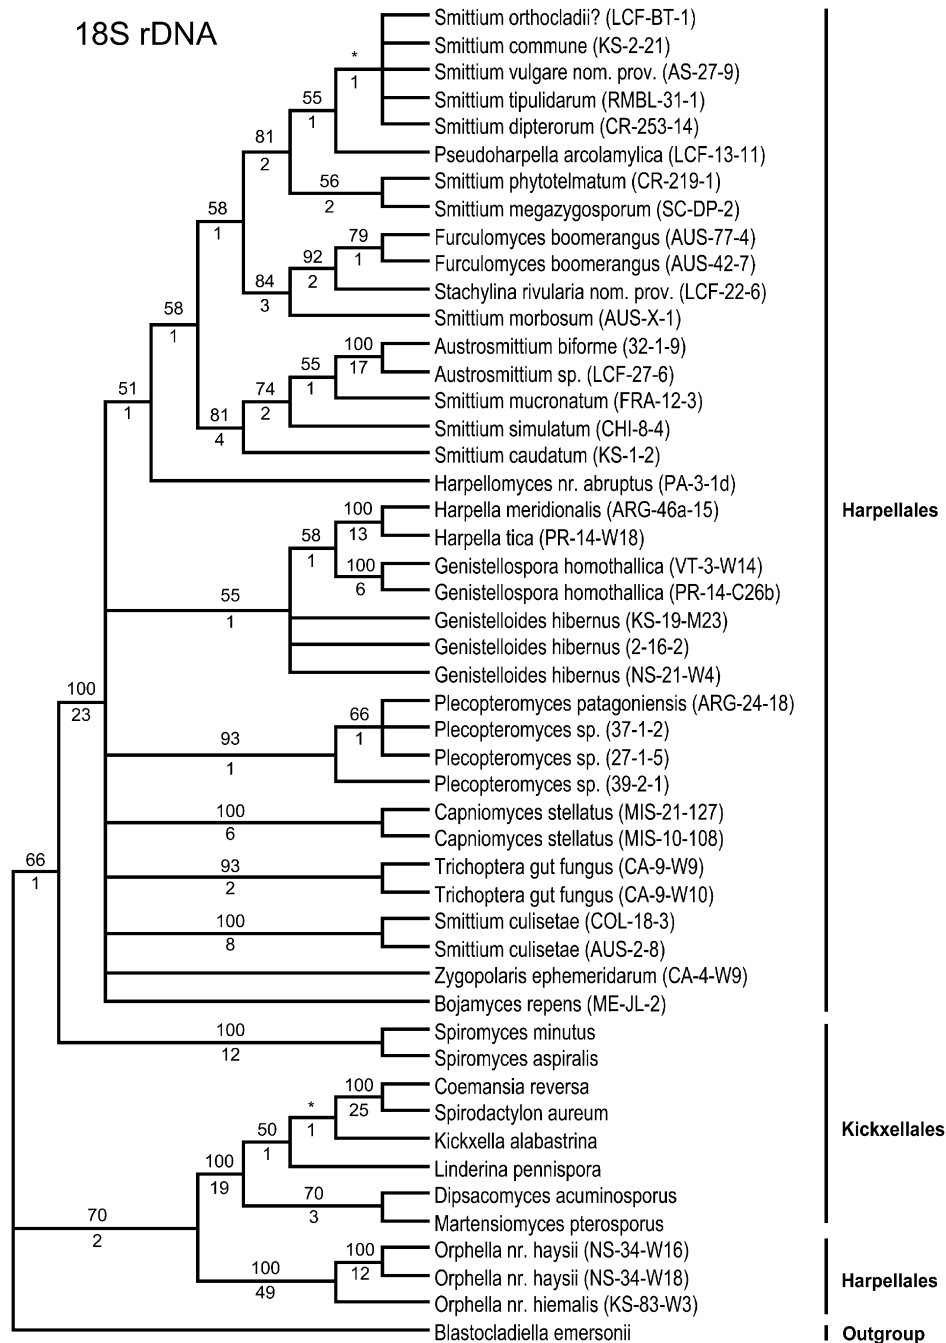 18S rDNA
Smittium orthocladii? (LCF-BT-1)
Smittium commune (KS-2-21)
*
Smittium vulgare nom. prov. (AS-27-9)
1
Smittium tipulidarum (RMBL-31-1)
55
1
Smittium dipterorum (CR-253-14)
81
2
Pseudoharpella arcolamylica (LCF-13-11)
56
2
Smittium phytotelmatum (CR-219-1)
58
1
Smittium megazygosporum (SC-DP-2)
79
1
Furculomyces boomerangus (AUS-77-4)
92
2
Furculomyces boomerangus (AUS-42-7)
84
3
Stachylina rivularia nom. prov. (LCF-22-6)
58
1
Smittium morbosum (AUS-X-1)
100
17
Austrosmittium biforme (32-1-9)
55
1
Austrosmittium sp. (LCF-27-6)
51
1
74
2
Smittium mucronatum (FRA-12-3)
81
4
Smittium simulatum (CHI-8-4)
Smittium caudatum (KS-1-2)
Harpellomyces nr. abruptus (PA-3-1d)
100
13
Harpella meridionalis (ARG-46a-15)
Harpellales
58
1
Harpella tica (PR-14-W18)
100
6
Genistellospora homothallica (VT-3-W14)
55
1
Genistellospora homothallica (PR-14-C26b)
Genistelloides hibernus (KS-19-M23)
Genistelloides hibernus (2-16-2)
Genistelloides hibernus (NS-21-W4)
100
23
66
1
Plecopteromyces patagoniensis (ARG-24-18)
93
1
Plecopteromyces sp. (37-1-2)
Plecopteromyces sp. (27-1-5)
Plecopteromyces sp. (39-2-1)
100
6
Capniomyces stellatus (MIS-21-127)
Capniomyces stellatus (MIS-10-108)
66
1
93
2
Trichoptera gut fungus (CA-9-W9)
Trichoptera gut fungus (CA-9-W10)
100
8
Smittium culisetae (COL-18-3)
Smittium culisetae (AUS-2-8)
Zygopolaris ephemeridarum (CA-4-W9)
Bojamyces repens (ME-JL-2)
100
12
Spiromyces minutus
Spiromyces aspiralis
100
25
Coemansia reversa
*
1
Spirodactylon aureum
50
1
Kickxella alabastrina
Kickxellales
100
19
Linderina pennispora
70
3
Dipsacomyces acuminosporus
70
2
Martensiomyces pterosporus
100
12
Orphella nr. haysii (NS-34-W16)
100
49
Orphella nr. haysii (NS-34-W18)
Harpellales
Orphella nr. hiemalis (KS-83-W3)
Blastocladiella emersonii
Outgroup